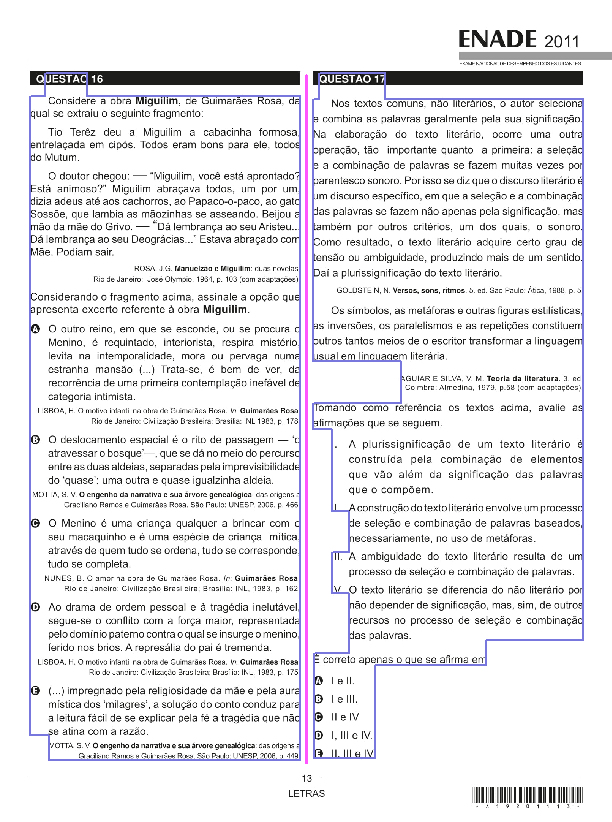 ENADE 2011
EXAME NACIONAL DE DESEMPENHO DOS ESTUDANTES
QUESTÃO 16
Considere a obra Miguilim, de Guimarães Rosa, da
qual se extraiu o seguinte fragmento:
Tio Terêz deu a Miguilim a cabacinha formosa,
entrelaçada em cipós. Todos eram bons para ele, todos
do Mutum.
O doutor chegou: — “Miguilim, você está aprontado?
Está animoso?” Miguilim abraçava todos, um por um,
dizia adeus até aos cachorros, ao Papaco-o-paco, ao gato
Sossõe, que lambia as mãozinhas se asseando. Beijou a
mão da mãe do Grivo. — “Dá lembrança ao seu Aristeu...
Dá lembrança ao seu Deográcias...” Estava abraçado com
Mãe. Podiam sair.
ROSA, J.G. Manuelzão e Miguilim: duas novelas.
Rio de Janeiro: José Olympio, 1964, p. 103 (com adaptações).
Considerando o fragmento acima, assinale a opção que
apresenta excerto referente à obra Miguilim.
A O outro reino, em que se esconde, ou se procura o
Menino, é requintado, interiorista, respira mistério,
levita na intemporalidade, mora ou pervaga numa
estranha mansão (...) Trata-se, é bem de ver, da
recorrência de uma primeira contemplação inefável de
categoria intimista.
LISBOA, H. O motivo infantil na obra de Guimarães Rosa. In: Guimarães Rosa.
Rio de Janeiro: Civilização Brasileira; Brasília: INL, 1983, p. 178.
B O deslocamento espacial é o rito de passagem — ‘o
atravessar o bosque’—, que se dá no meio do percurso
entre as duas aldeias, separadas pela imprevisibilidade
do ‘quase’: uma outra e quase igualzinha aldeia.
MOTTA, S. V. O engenho da narrativa e sua árvore genealógica: das origens a
Graciliano Ramos e Guimarães Rosa. São Paulo: UNESP, 2006, p. 466.
C O Menino é uma criança qualquer a brincar com o
seu macaquinho e é uma espécie de criança mítica,
através de quem tudo se ordena, tudo se corresponde,
tudo se completa.
NUNES, B. O amor na obra de Guimarães Rosa. In: Guimarães Rosa.
Rio de Janeiro: Civilização Brasileira; Brasília: INL, 1983, p. 162.
D Ao drama de ordem pessoal e à tragédia inelutável,
segue-se o conflito com a força maior, representada
pelo domínio paterno contra o qual se insurge o menino,
ferido nos brios. A represália do pai é tremenda.
LISBOA, H. O motivo infantil na obra de Guimarães Rosa. In: Guimarães Rosa.
Rio de Janeiro: Civilização Brasileira; Brasília: INL, 1983, p. 175.
E (...) impregnado pela religiosidade da mãe e pela aura
mística dos ‘milagres’, a solução do conto conduz para
a leitura fácil de se explicar pela fé a tragédia que não
se atina com a razão.
MOTTA, S. V. O engenho da narrativa e sua árvore genealógica: das origens a
Graciliano Ramos e Guimarães Rosa. São Paulo: UNESP, 2006, p. 449.
QUESTÃO 17
Nos textos comuns, não literários, o autor seleciona
e combina as palavras geralmente pela sua significação.
Na elaboração do texto literário, ocorre uma outra
operação, tão importante quanto a primeira: a seleção
e a combinação de palavras se fazem muitas vezes por
parentesco sonoro. Por isso se diz que o discurso literário é
um discurso específico, em que a seleção e a combinação
das palavras se fazem não apenas pela significação, mas
também por outros critérios, um dos quais, o sonoro.
Como resultado, o texto literário adquire certo grau de
tensão ou ambiguidade, produzindo mais de um sentido.
Daí a plurissignificação do texto literário.
GOLDSTEIN, N. Versos, sons, ritmos. 5. ed. São Paulo: Ática, 1988, p. 5.
Os símbolos, as metáforas e outras figuras estilísticas,
as inversões, os paralelismos e as repetições constituem
outros tantos meios de o escritor transformar a linguagem
usual em linguagem literária.
AGUIAR E SILVA, V. M. Teoria da literatura. 3. ed.
Coimbra: Almedina, 1979, p.58 (com adaptações).
Tomando como referência os textos acima, avalie as
afirmações que se seguem.
I. A plurissignificação de um texto literário é
construída pela combinação de elementos
que vão além da significação das palavras
que o compõem.
II. A construção do texto literário envolve um processo
de seleção e combinação de palavras baseados,
necessariamente, no uso de metáforas.
III. A ambiguidade do texto literário resulta de um
processo de seleção e combinação de palavras.
IV. O texto literário se diferencia do não literário por
não depender de significação, mas, sim, de outros
recursos no processo de seleção e combinação
das palavras.
É correto apenas o que se afirma em
A I e II.
B I e III.
C II e IV.
D I, III e IV.
E II, III e IV.
13
LETRAS